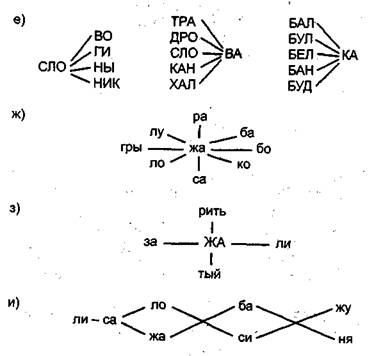 е)
СЛО
ВО
ГИ
НЫ
НИК
ТРА
ДРО
СЛО
КАН
ХАЛ
ВА
БАЛ
БУЛ
БЕЛ
БАН
БУД
КА
ж)
ра
лу ба
гры жа бо
ло ко
са
з)
рить
за ЖА ли
тый
и)
ло ба жу
ли – са
жа си ня